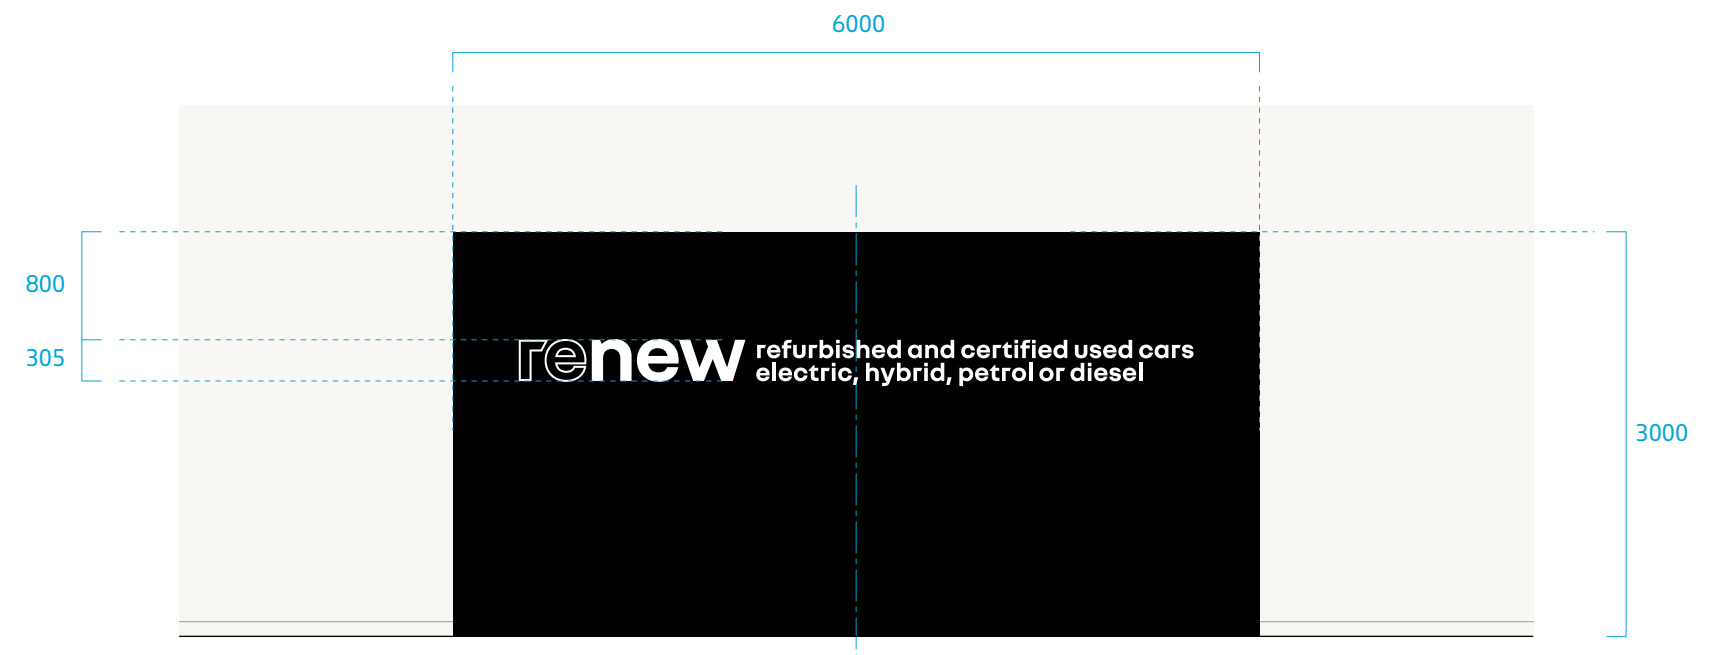 6000
800
305
renew
refurbished and certified used cars
electric, hybrid, petrol or diesel
3000